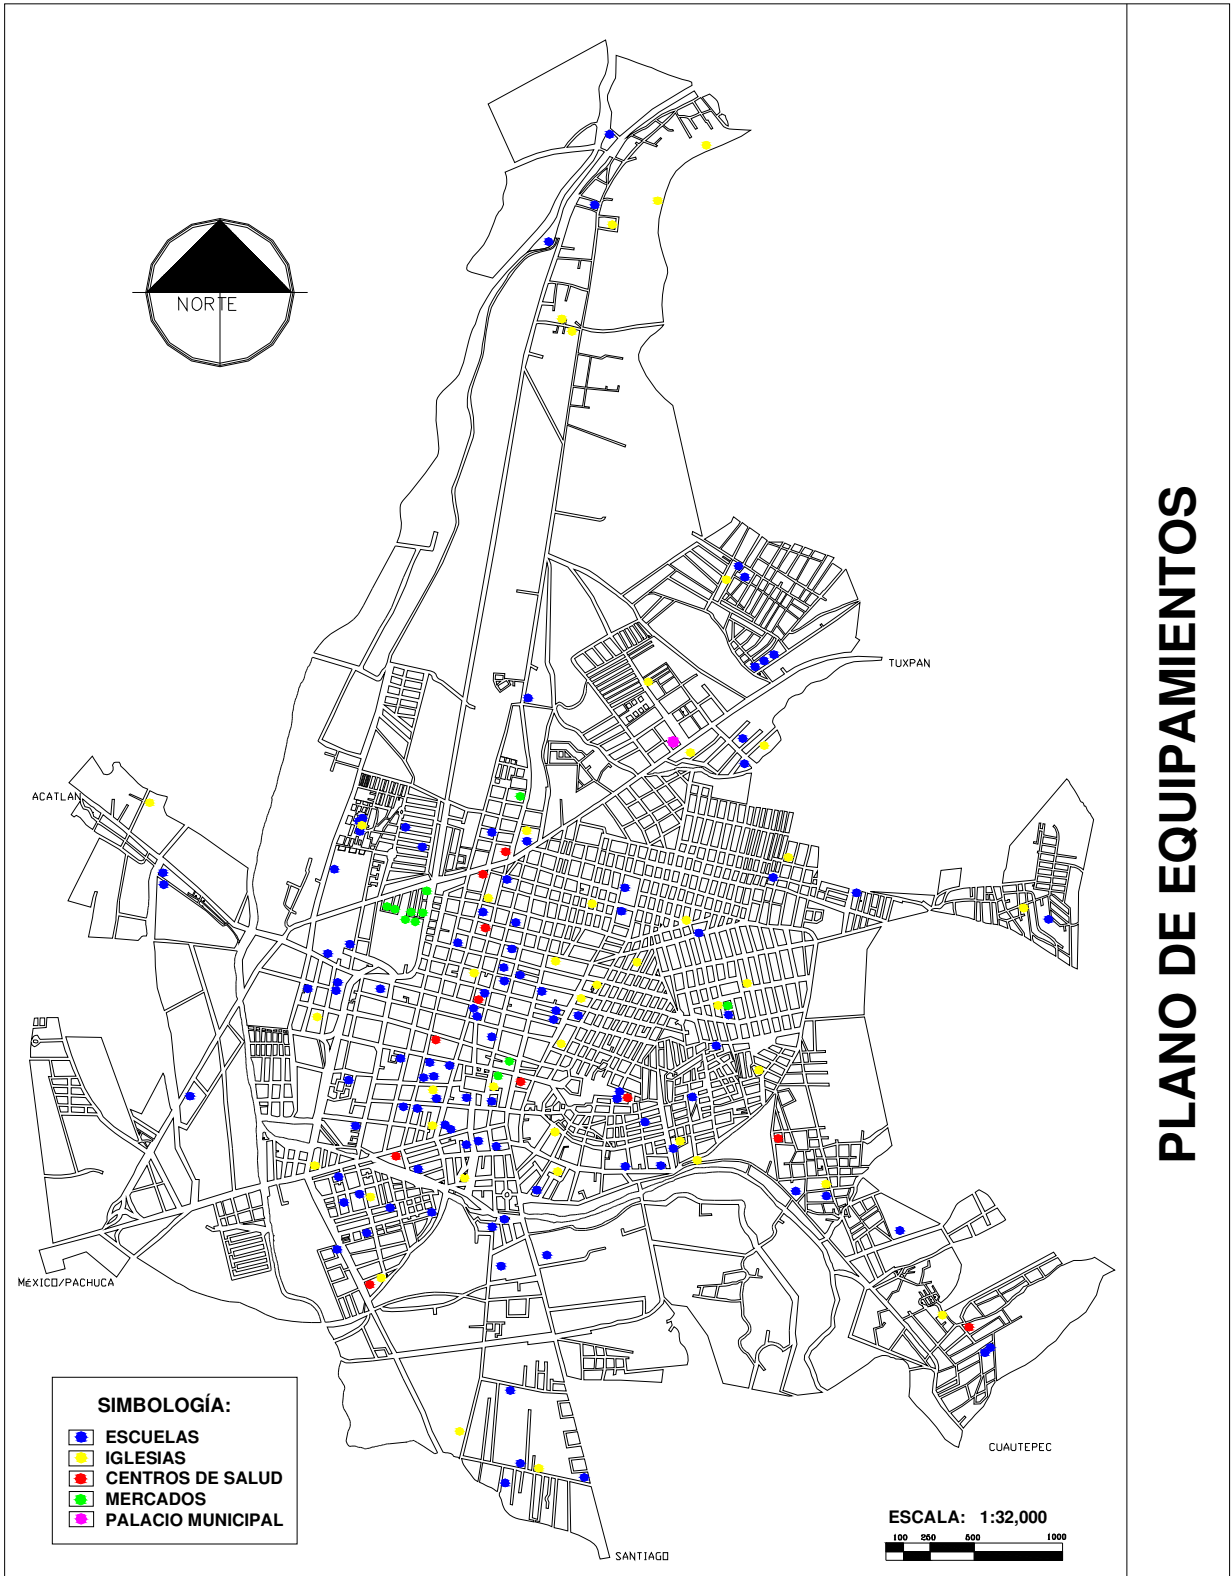 NORTE
TUXPAN
ACATLAN
MEXICO/PACHUCA
CUAUTEPEC
SANTIAGO
SIMBOLOGÍA:
ESCUELAS
IGLESIAS
CENTROS DE SALUD
MERCADOS
PALACIO MUNICIPAL
ESCALA: 1:32,000
100 250 500 1000
PLANO DE EQUIPAMIENTOS